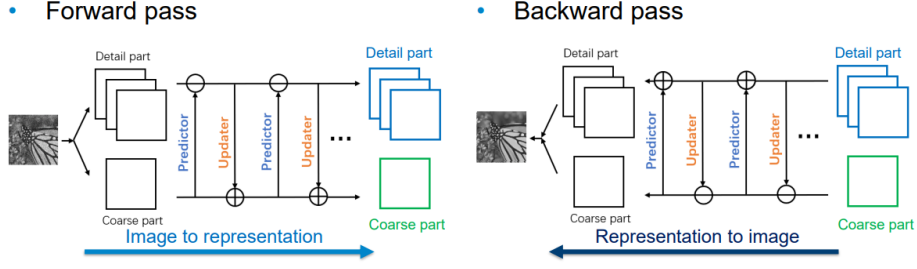 • Forward pass
Detail part
Detail part
Predictor
Updater
Predictor
Updater
...
Coarse part
Coarse part
Image to representation
• Backward pass
Detail part
Detail part
Predictor
Updater
Predictor
Updater
...
Coarse part
Coarse part
Representation to image